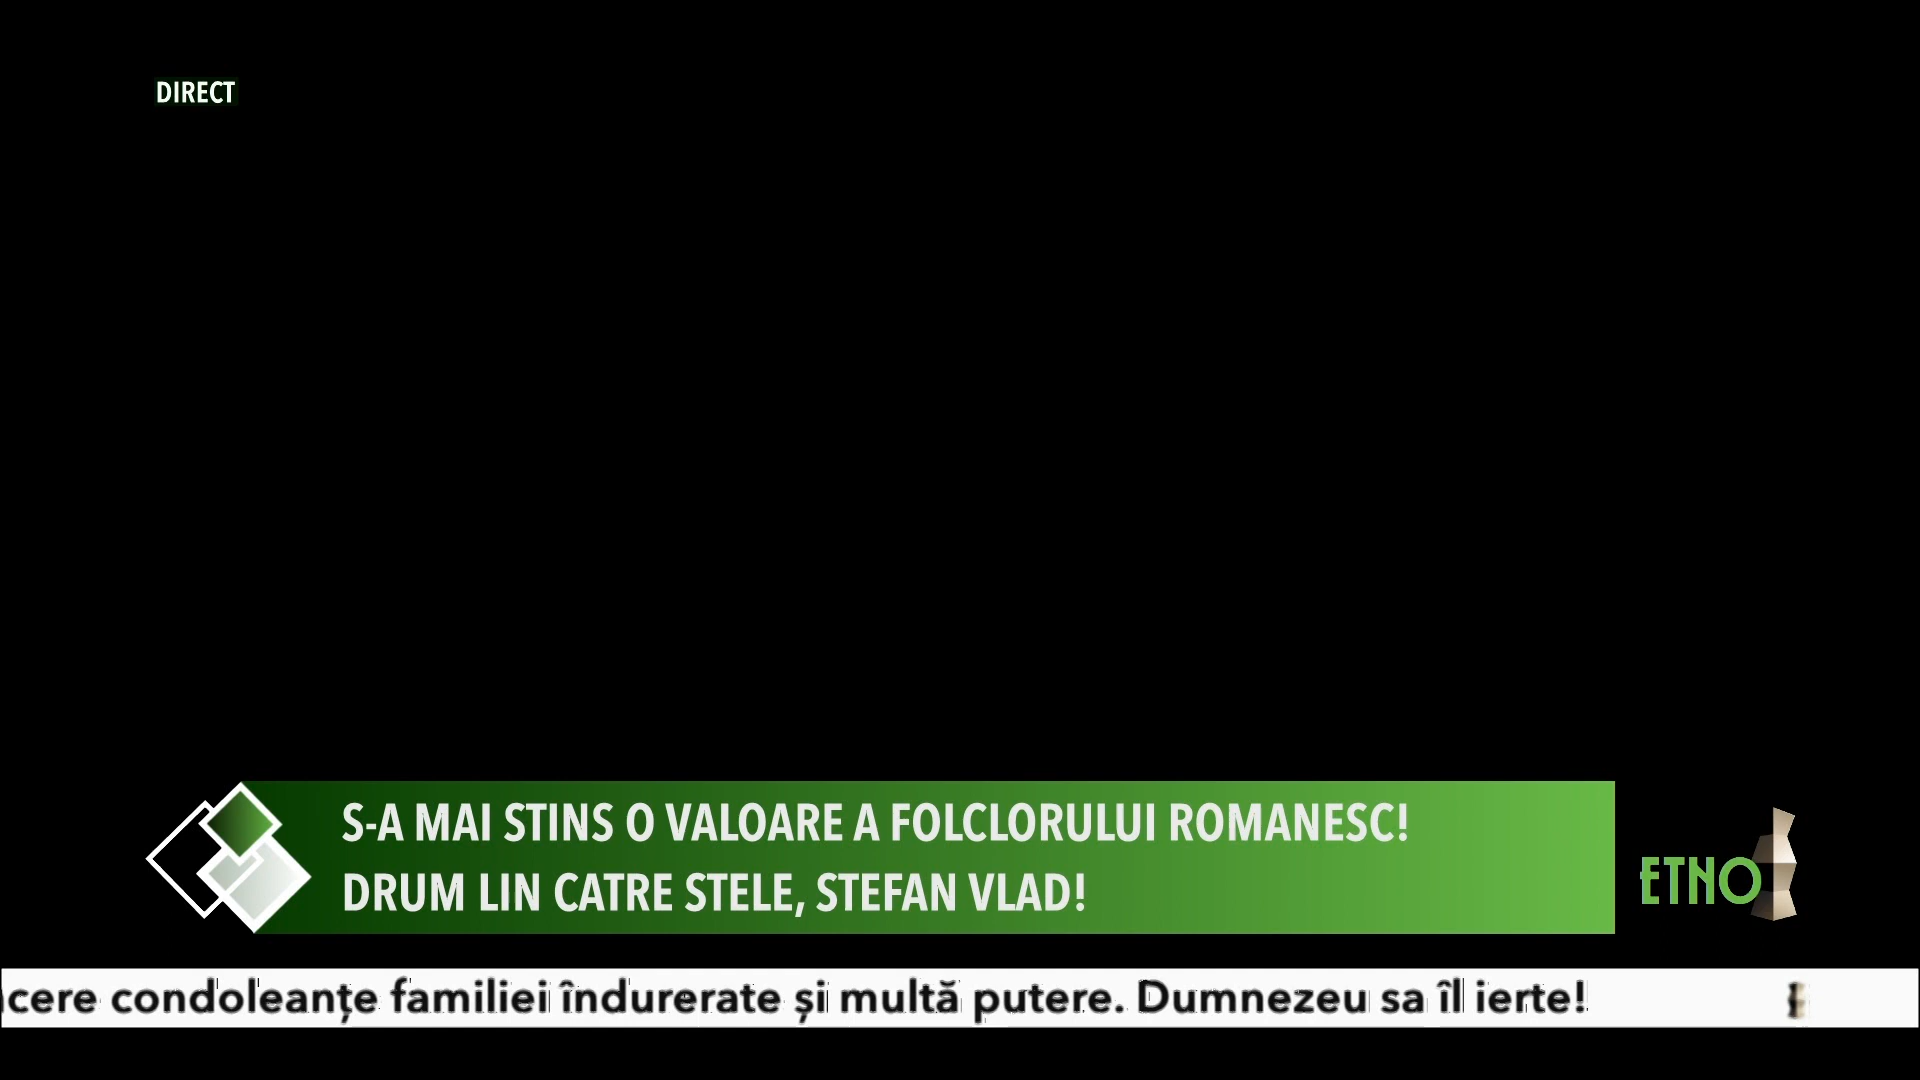 DIRECT
S-A MAI STINS O VALOARE A FOLCLORULUI ROMANESC!
DRUM LIN CATRE STELE, STEFAN VLAD!
ETNO
condoleanțe familiei îndurerate și multă putere. Dumnezeu sa îl ierte!